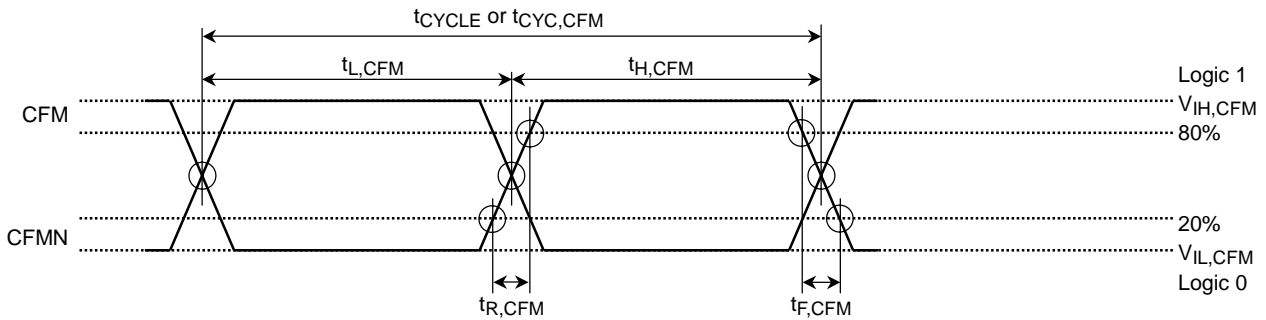 tCYCLE or tCYC,CFM
tL,CFM
tH,CFM
Logic 1
CFM
VIH,CFM
80%
20%
CFMN
VIL,CFM
Logic 0
tR,CFM
tF,CFM